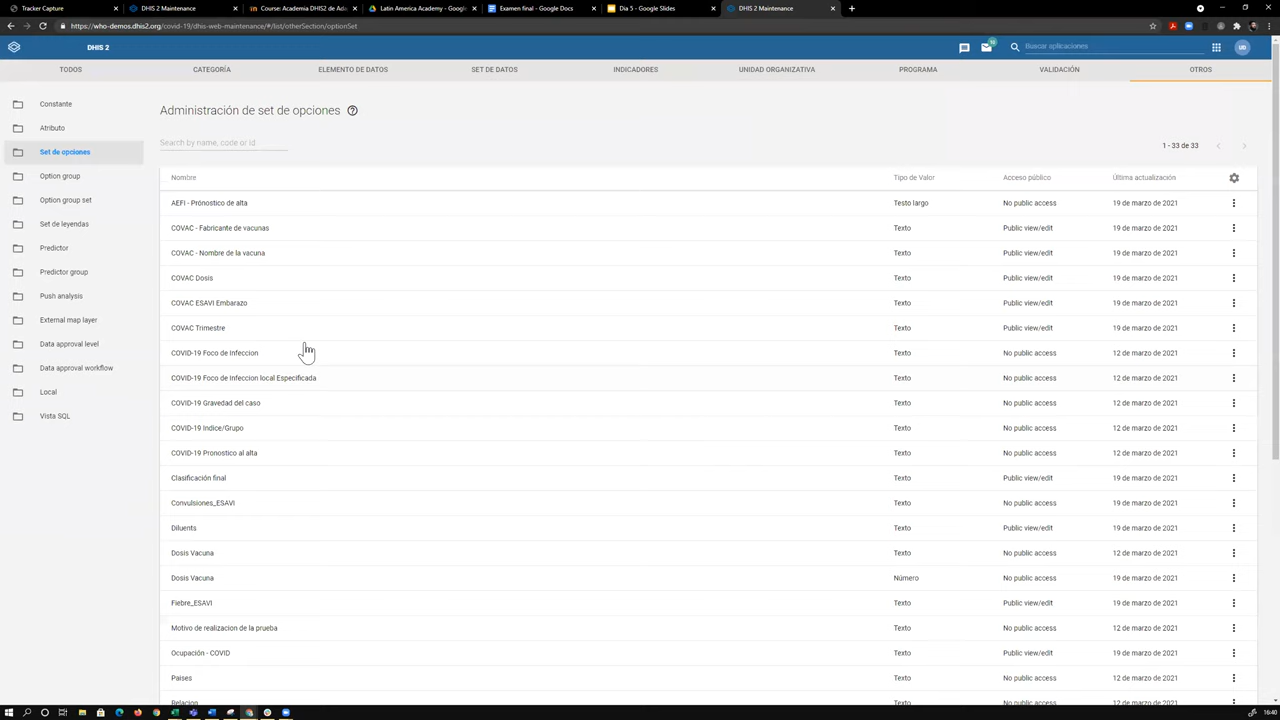 Tracker Capture
DHIS 2 Maintenance
Course: Academia DHIS2 de Ada
Latin America Academy - Google
Examen final - Google Docs
Dia 5 - Google Slides
DHIS 2 Maintenance
https://who-demos.dhis2.org/covid-19/dhis-web-maintenance/#/list/otherSection/optionSet
DHIS 2
Buscar aplicaciones
UD
TODOS
CATEGORÍA
ELEMENTO DE DATOS
SET DE DATOS
INDICADORES
UNIDAD ORGANIZATIVA
PROGRAMA
VALIDACIÓN
OTROS
Constante
Atributo
Set de opciones
Option group
Option group set
Set de leyendas
Predictor
Predictor group
Push analysis
External map layer
Data approval level
Data approval workflow
Local
Vista SQL
Administración de set de opciones
Search by name, code or id
1 - 33 de 33
Nombre Tipo de Valor Acceso público Última actualización
AEFI - Prónostico de alta Testo largo No public access 19 de marzo de 2021
COVAC - Fabricante de vacunas Texto Public view/edit 19 de marzo de 2021
COVAC - Nombre de la vacuna Texto Public view/edit 19 de marzo de 2021
COVAC Dosis Texto Public view/edit 19 de marzo de 2021
COVAC ESAVI Embarazo Texto Public view/edit 19 de marzo de 2021
COVAC Trimestre Texto Public view/edit 19 de marzo de 2021
COVID-19 Foco de Infeccion Texto No public access 12 de marzo de 2021
COVID-19 Foco de Infeccion local Especificada Texto No public access 12 de marzo de 2021
COVID-19 Gravedad del caso Texto No public access 12 de marzo de 2021
COVID-19 Indice/Grupo Texto No public access 12 de marzo de 2021
COVID-19 Pronostico al alta Texto No public access 12 de marzo de 2021
Clasificación final Texto Public view/edit 19 de marzo de 2021
Convulsiones_ESAVI Texto No public access 19 de marzo de 2021
Diluents Texto Public view/edit 19 de marzo de 2021
Dosis Vacuna Texto No public access 12 de marzo de 2021
Dosis Vacuna Número No public access 19 de marzo de 2021
Fiebre_ESAVI Texto Public view/edit 19 de marzo de 2021
Motivo de realizacion de la prueba Texto No public access 12 de marzo de 2021
Ocupación - COVID Texto Public view/edit 19 de marzo de 2021
Paises Texto No public access 12 de marzo de 2021
Relacion Texto No public access 12 de marzo de 2021
16:40